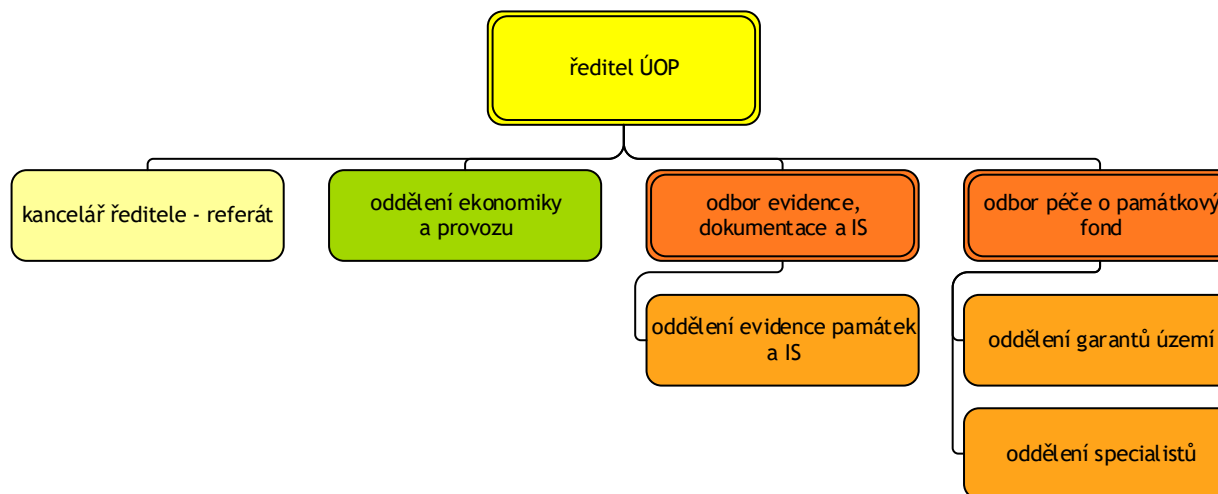 ředitel ÚOP
kancelář ředitele - referát
oddělení ekonomiky
a provozu
odbor evidence,
dokumentace a IS
odbor péče o památkový
fond
oddělení evidence památek
a IS
oddělení garantů území
oddělení specialistů